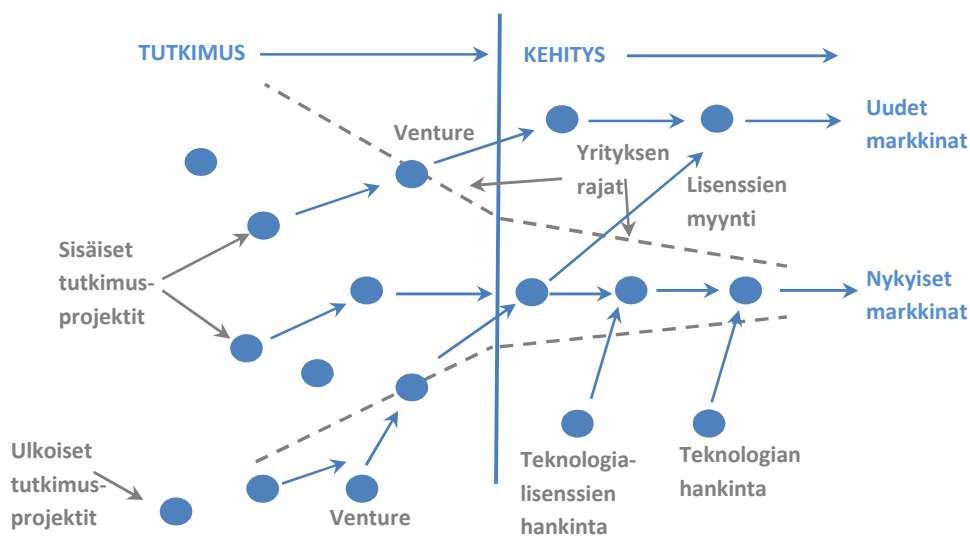 TUTKIMUS
KEHITYS
Venture
Uudet
markkinat
Yrityksen
rajat
Lisenssien
myynti
Sisäiset
tutkimus-
projektit
Nykyiset
markkinat
Ulkoiset
tutkimus-
projektit
Venture
Teknologia-
lisenssien
hankinta
Teknologian
hankinta